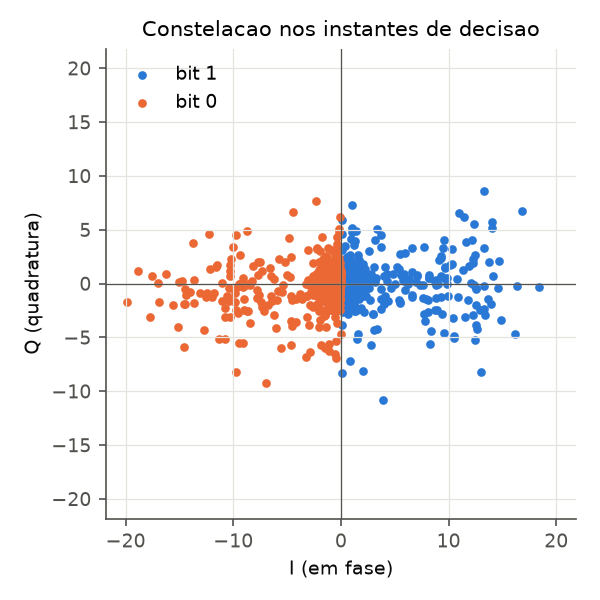 Constelacao nos instantes de decisao
bit 1
bit 0
Q (quadratura)
20
15
10
5
0
−5
−10
−15
−20
−20
−10
0
10
20
I (em fase)